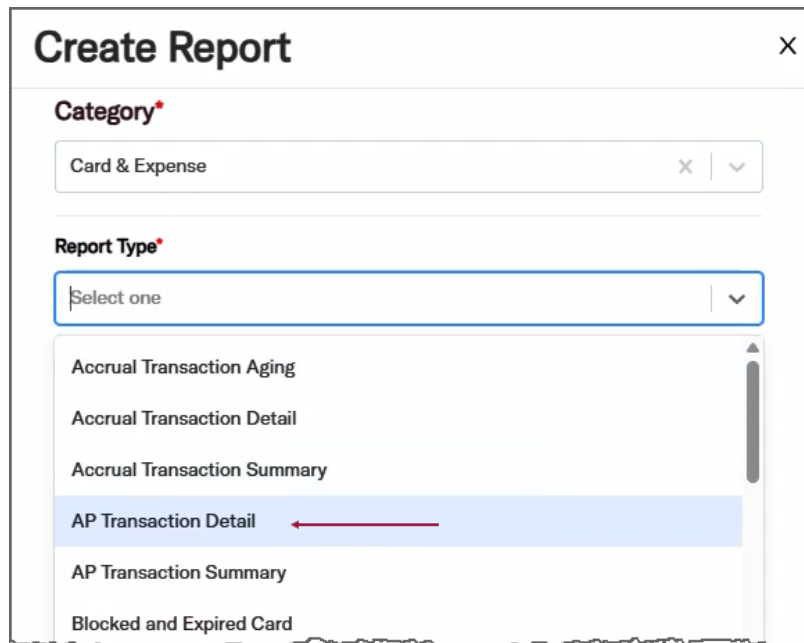 Create Report
X
Category*
Card & Expense
Report Type*
Select one
Accrual Transaction Aging
Accrual Transaction Detail
Accrual Transaction Summary
AP Transaction Detail
AP Transaction Summary
Blocked and Expired Card